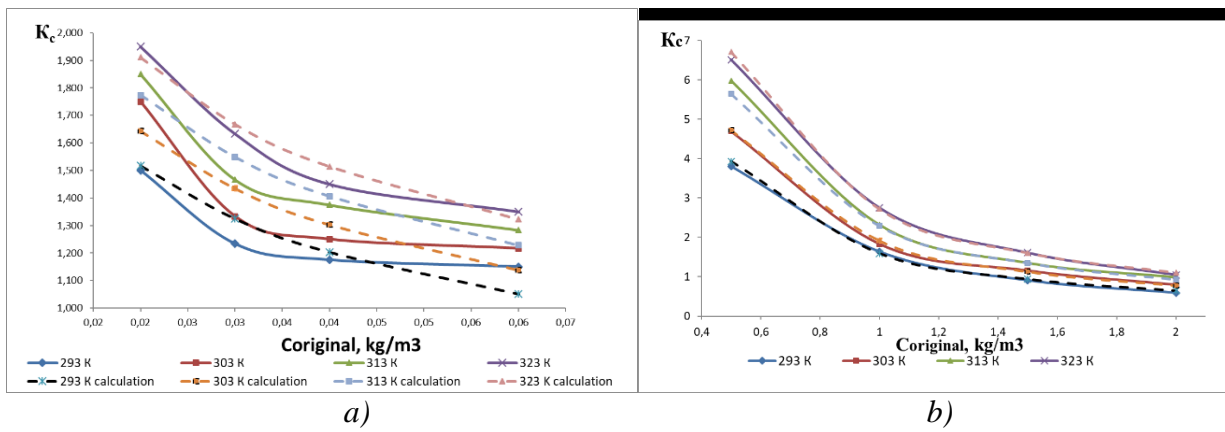 Kc
2,000
1,900
1,800
1,700
1,600
1,500
1,400
1,300
1,200
1,100
1,000
0,02 0,02 0,03 0,03 0,04 0,04 0,05 0,05 0,06 0,06 0,07
Coriginal, kg/m3
293 K 303 K 313 K 323 K
293 K calculation 303 K calculation 313 K calculation 323 K calculation
a)
Kc
7
6
5
4
3
2
1
0
0,4 0,6 0,8 1 1,2 1,4 1,6 1,8 2
Coriginal, kg/m3
293 K 303 K 313 K 323 K
b)